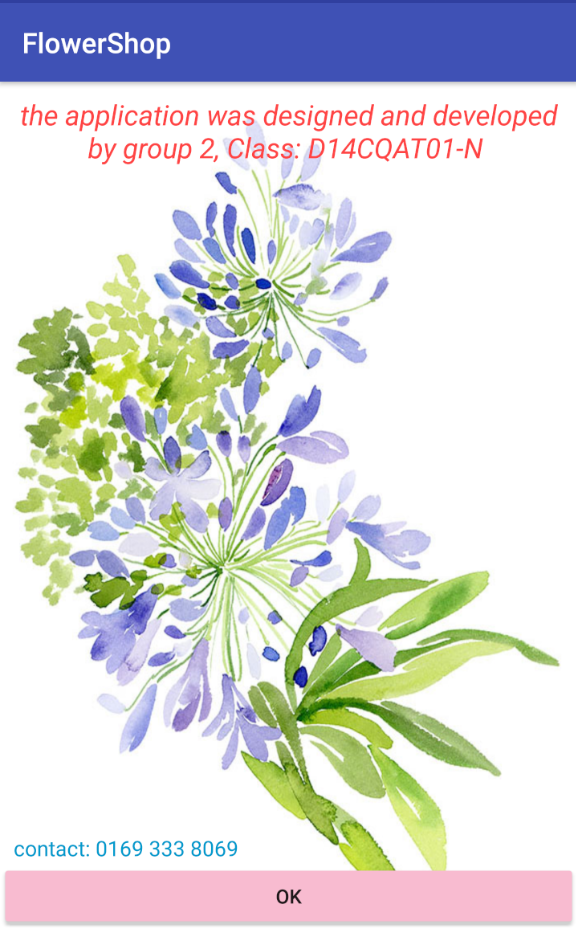 FlowerShop
the application was designed and developed
by group 2, Class: D14CQAT01-N
contact: 0169 333 8069
OK